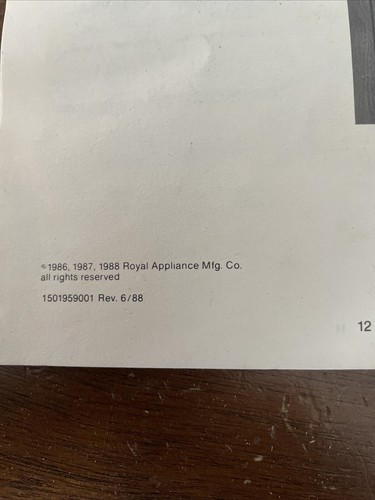 ©1986, 1987, 1988 Royal Appliance Mfg. Co.
all rights reserved
1501959001 Rev. 6/88
12